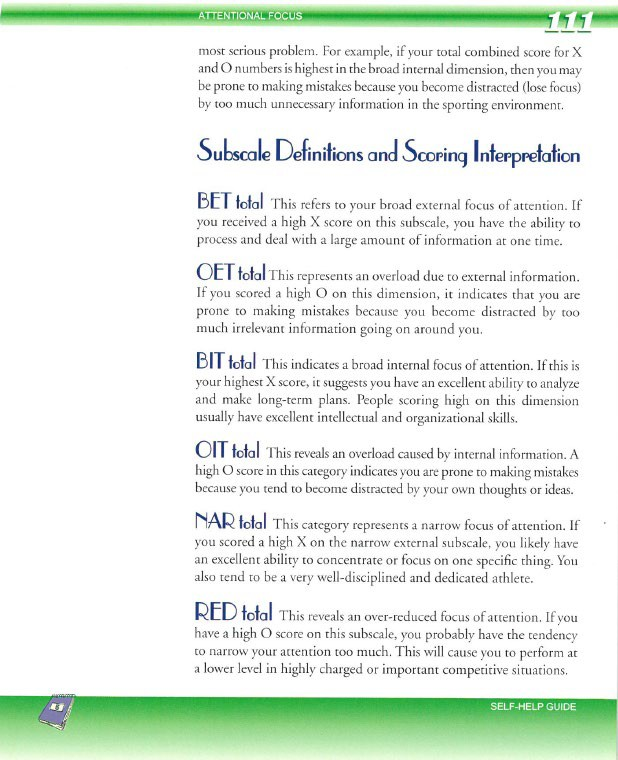 ATTENTIONAL FOCUS
111
most serious problem. For example, if your total combined score for X
and O numbers is highest in the broad internal dimension, then you may
be prone to making mistakes because you become distracted (lose focus)
by too much unnecessary information in the sporting environment.
Subscale Definitions and Scoring Interpretation
BET total This refers to your broad external focus of attention. If
you received a high X score on this subscale, you have the ability to
process and deal with a large amount of information at one time.
OET total This represents an overload due to external information.
If you scored a high O on this dimension, it indicates that you are
prone to making mistakes because you become distracted by too
much irrelevant information going on around you.
BIT total This indicates a broad internal focus of attention. If this is
your highest X score, it suggests you have an excellent ability to analyze
and make long-term plans. People scoring high on this dimension
usually have excellent intellectual and organizational skills.
OIT total This reveals an overload caused by internal information. A
high O score in this category indicates you are prone to making mistakes
because you tend to become distracted by your own thoughts or ideas.
NAR total This category represents a narrow focus of attention. If
you scored a high X on the narrow external subscale, you likely have
an excellent ability to concentrate or focus on one specific thing. You
also tend to be a very well-disciplined and dedicated athlete.
RED total This reveals an over-reduced focus of attention. If you
have a high O score on this subscale, you probably have the tendency
to narrow your attention too much. This will cause you to perform at
a lower level in highly charged or important competitive situations.
SELF-HELP GUIDE